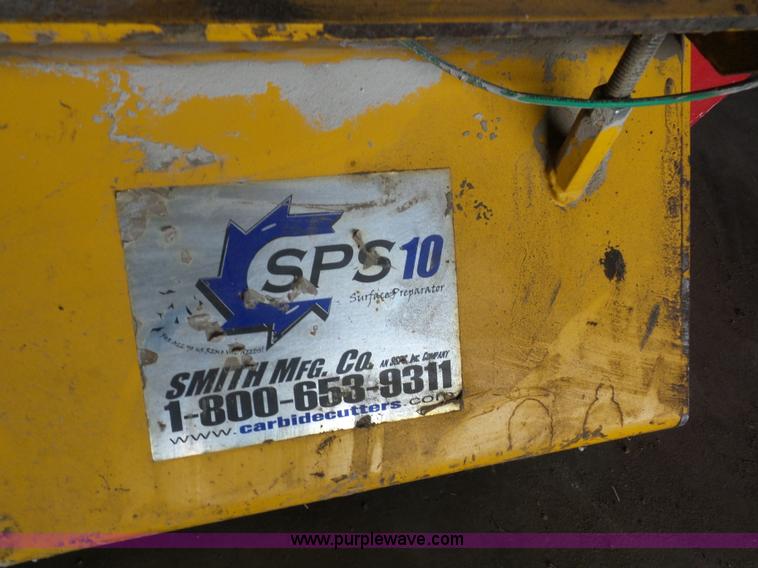 SPS 10
Surface Preparator
SMITH MFG. CO. AN SGSI, INC COMPANY
1-800-653-9311
www.carbidecutters.com
www.purplewave.com